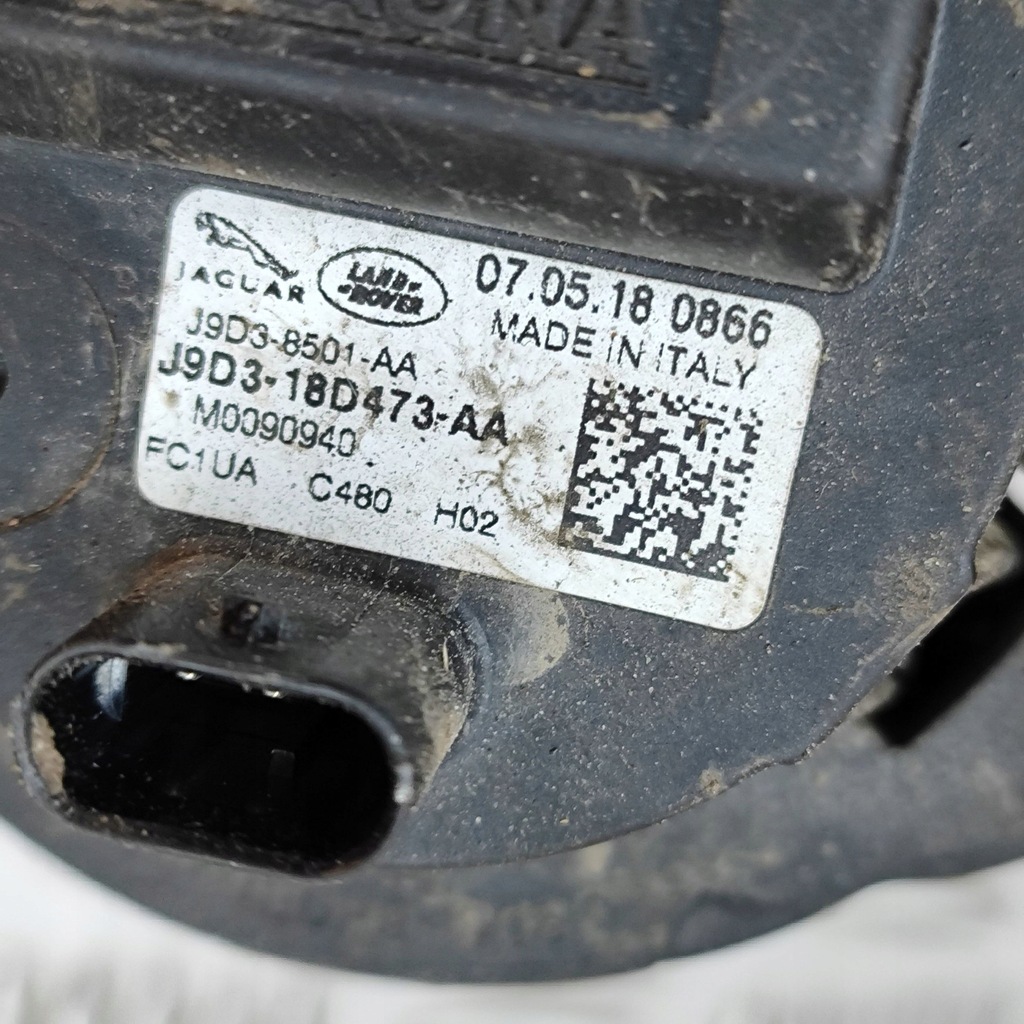 JAGUAR
LAND-
-ROVER
07.05.18 0866
MADE IN ITALY
J9D3-8501-AA
J9D3-18D473-AA
M0090940
FC1UA C480 H02